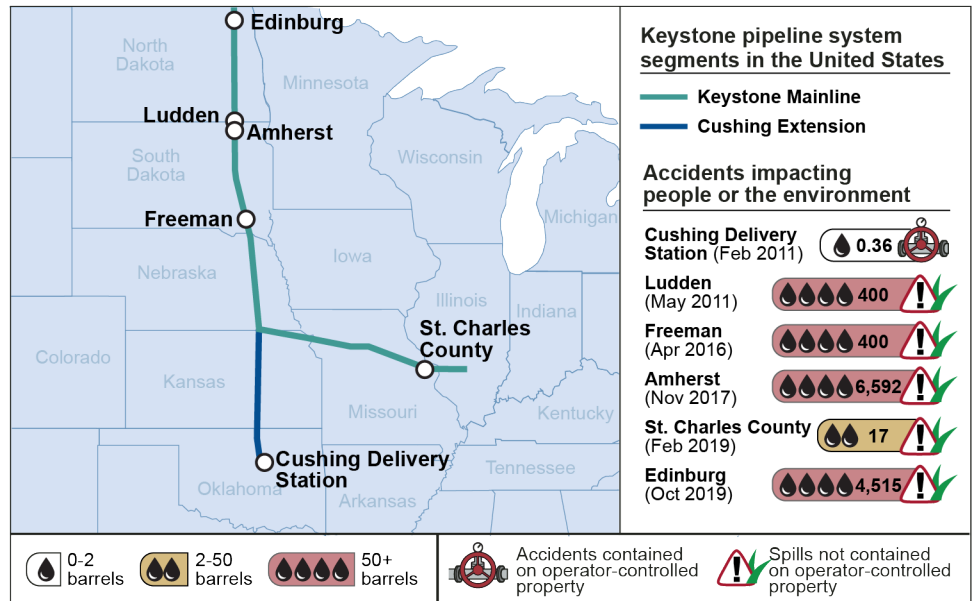 Edinburg
North
Dakota
Minnesota
Ludden
Amherst
South
Dakota
Wisconsin
Michigan
Freeman
Iowa
Nebraska
Illinois
Indiana
St. Charles
County
Colorado
Kansas
Missouri
Kentucky
Cushing Delivery
Station
Oklahoma
Tennessee
Arkansas
Keystone pipeline system
segments in the United States
Keystone Mainline
Cushing Extension
Accidents impacting
people or the environment
Cushing Delivery
Station (Feb 2011)
0.36
Ludden
(May 2011)
400
!
Freeman
(Apr 2016)
400
!
Amherst
(Nov 2017)
6,592
!
St. Charles County
(Feb 2019)
17
!
Edinburg
(Oct 2019)
4,515
!
0-2
barrels
2-50
barrels
50+
barrels
Accidents contained
on operator-controlled
property
!
Spills not contained
on operator-controlled
property